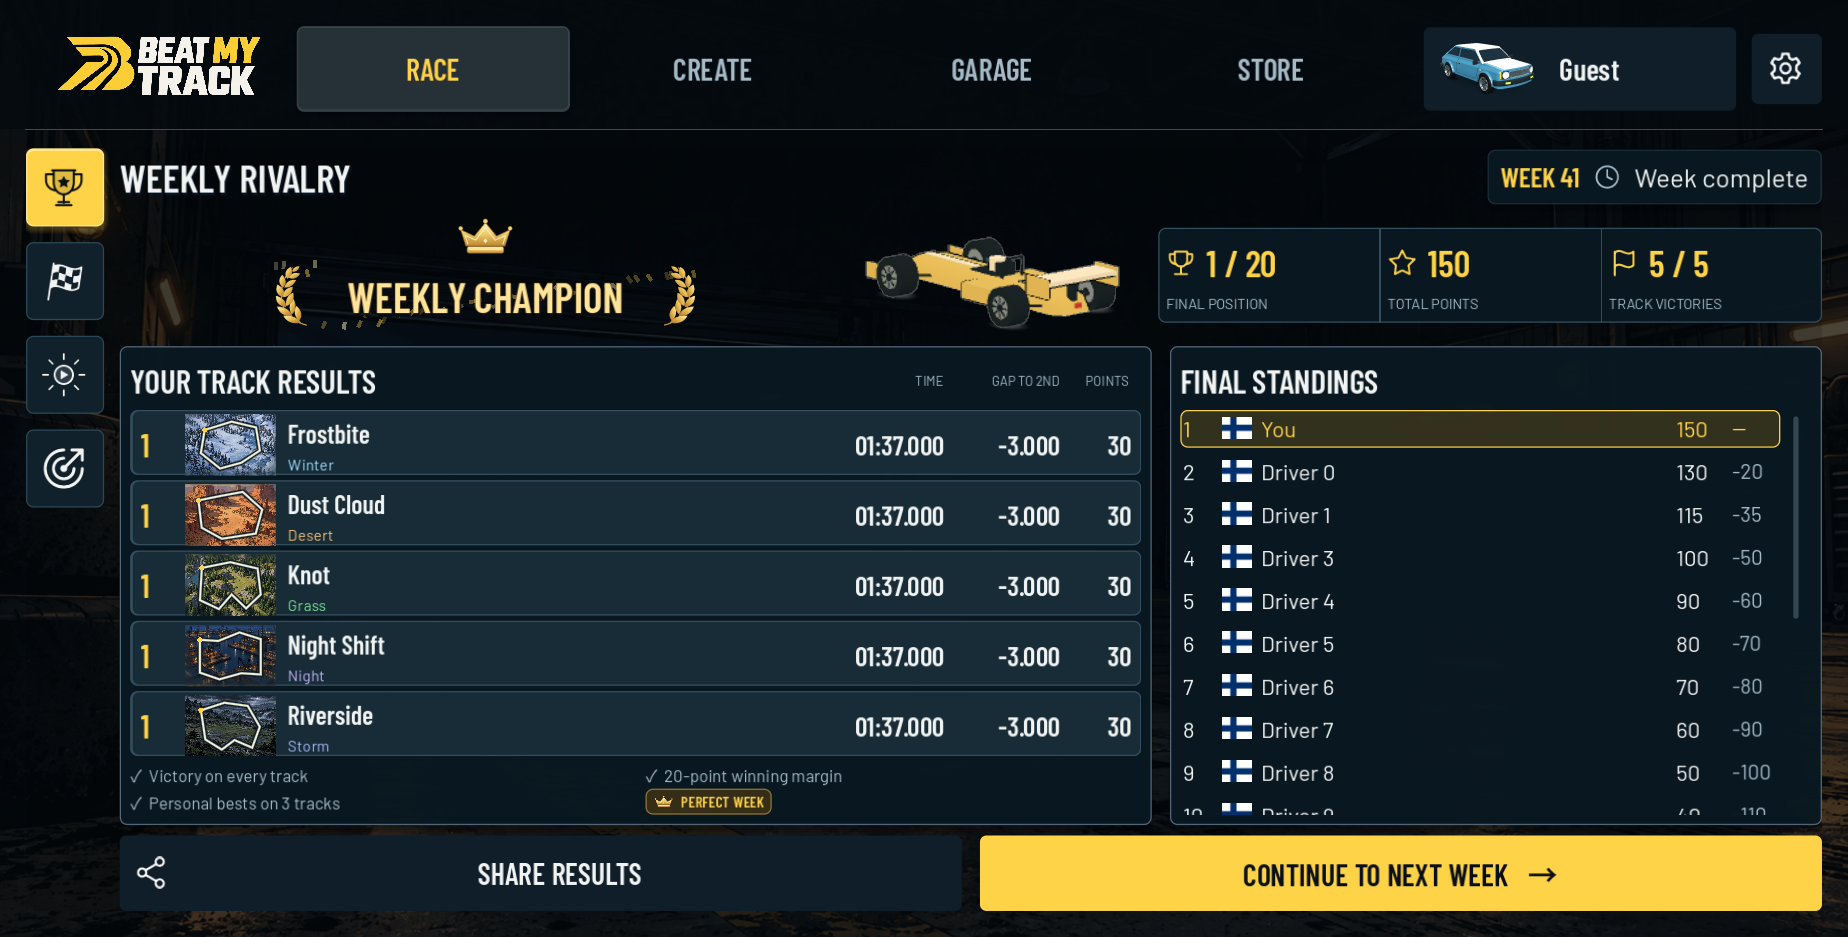 BEAT MY
TRACK
RACE
CREATE
GARAGE
STORE
Guest
WEEKLY RIVALRY
WEEK 41 Week complete
WEEKLY CHAMPION
1 / 20
FINAL POSITION
150
TOTAL POINTS
5 / 5
TRACK VICTORIES
YOUR TRACK RESULTS TIME GAP TO 2ND POINTS
1 Frostbite 01:37.000 -3.000 30
Winter
1 Dust Cloud 01:37.000 -3.000 30
Desert
1 Knot 01:37.000 -3.000 30
Grass
1 Night Shift 01:37.000 -3.000 30
Night
1 Riverside 01:37.000 -3.000 30
Storm
✓ Victory on every track
✓ 20-point winning margin
✓ Personal bests on 3 tracks
PERFECT WEEK
FINAL STANDINGS
1 You 150 –
2 Driver 0 130 -20
3 Driver 1 115 -35
4 Driver 3 100 -50
5 Driver 4 90 -60
6 Driver 5 80 -70
7 Driver 6 70 -80
8 Driver 7 60 -90
9 Driver 8 50 -100
SHARE RESULTS
CONTINUE TO NEXT WEEK →